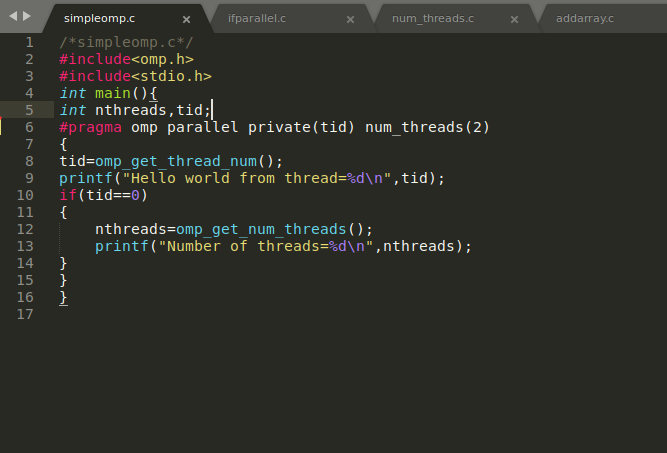 simpleomp.c × ifparallel.c × num_threads.c × addarray.c
1 /*simpleomp.c*/
2 #include<omp.h>
3 #include<stdio.h>
4 int main(){
5 int nthreads,tid;
6 #pragma omp parallel private(tid) num_threads(2)
7 {
8 tid=omp_get_thread_num();
9 printf("Hello world from thread=%d\n",tid);
10 if(tid==0)
11 {
12     nthreads=omp_get_num_threads();
13     printf("Number of threads=%d\n",nthreads);
14 }
15 }
16 }
17